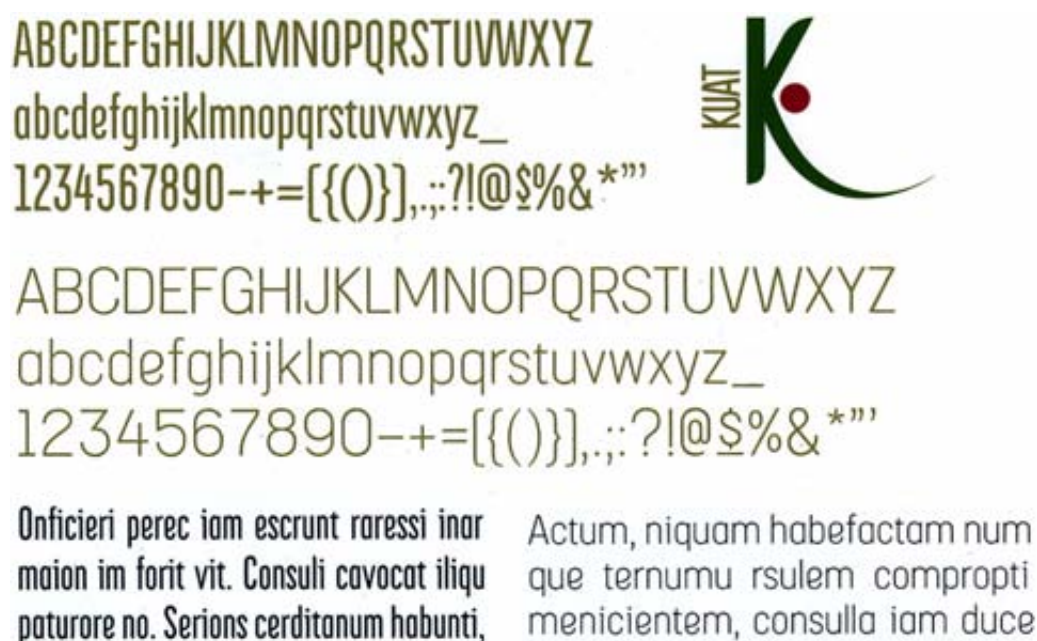 ABCDEFGHIJKLMNOPQRSTUVWXYZ
abcdefghijklmnopqrstuvwxyz_
1234567890-+=[{()}],.;:?!@$%&*"'
KUAT
K
ABCDEFGHIJKLMNOPQRSTUVWXYZ
abcdefghijklmnopqrstuvwxyz_
1234567890-+=[{()}],.;:?!@$%&*"'
Onficieri perec iam escrunt raressi inar
maion im forit vit. Consuli cavocat iliqu
paturore no. Serions cerditanum habunti,
Actum, niquam habefactam num
que ternumu rsulem compropti
menicientem, consulla iam duce